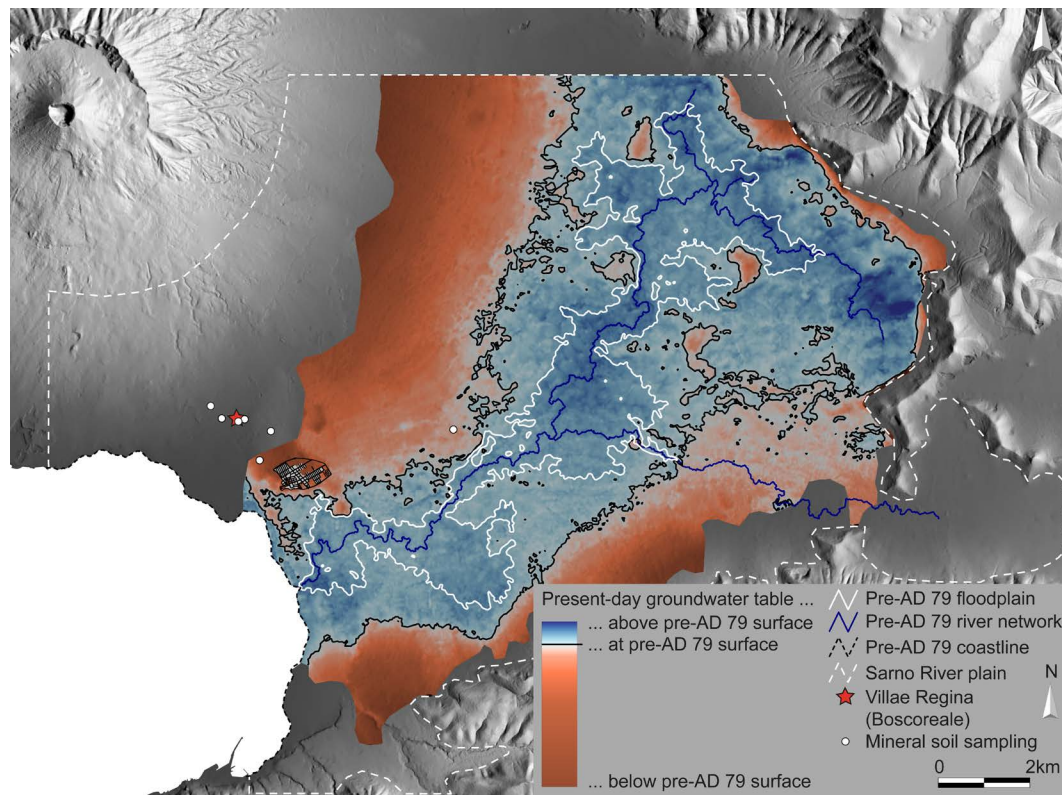 Present-day groundwater table ...
... above pre-AD 79 surface
... at pre-AD 79 surface
... below pre-AD 79 surface
Pre-AD 79 floodplain
Pre-AD 79 river network
Pre-AD 79 coastline
Sarno River plain
Villae Regina
(Boscoreale)
Mineral soil sampling
N
0 2km